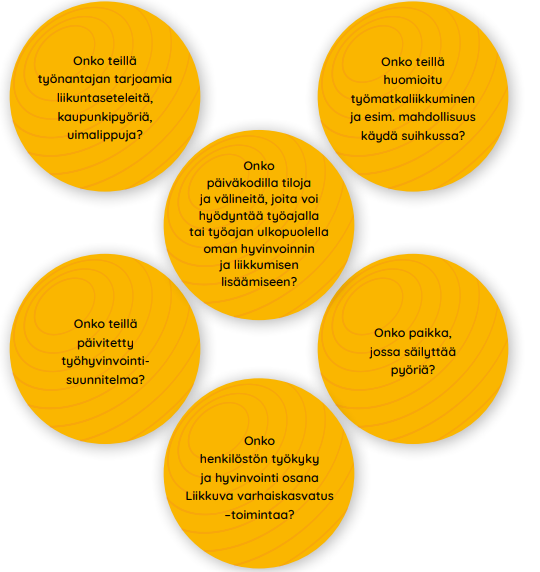 Onko teillä
työnantajan tarjoamia
liikuntaseteleitä,
kaupunkipyöriä,
uimalippuja?
Onko teillä
huomioitu
työmatkaliikkuminen
ja esim. mahdollisuus
käydä suihkussa?
Onko
päiväkodilla tiloja
ja välineitä, joita voi
hyödyntää työajalla
tai työajan ulkopuolella
oman hyvinvoinnin
ja liikkumisen
lisäämiseen?
Onko teillä
päivitetty
työhyvinvointi-
suunnitelma?
Onko paikka,
jossa säilyttää
pyöriä?
Onko
henkilöstön työkyky
ja hyvinvointi osana
Liikkuva varhaiskasvatus
–toimintaa?